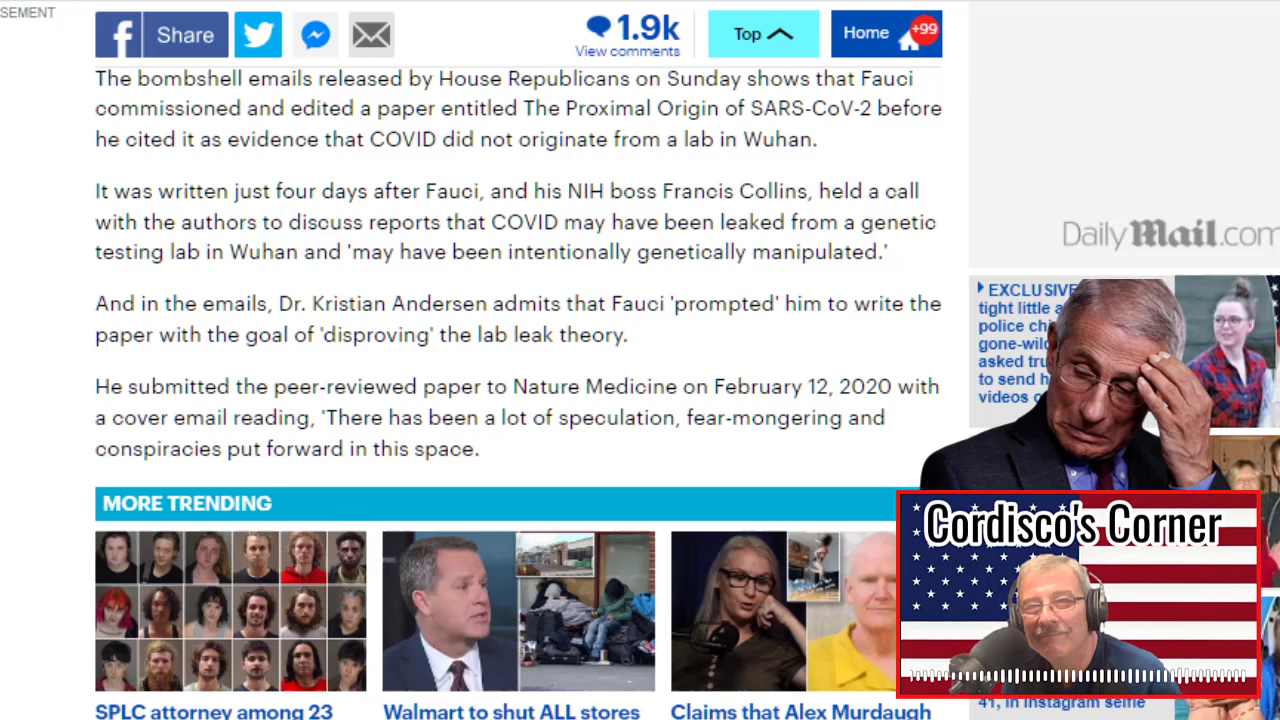 SEMENT
Share
1.9k
View comments
Top
Home
+99
The bombshell emails released by House Republicans on Sunday shows that Fauci
commissioned and edited a paper entitled The Proximal Origin of SARS-CoV-2 before
he cited it as evidence that COVID did not originate from a lab in Wuhan.
It was written just four days after Fauci, and his NIH boss Francis Collins, held a call
with the authors to discuss reports that COVID may have been leaked from a genetic
testing lab in Wuhan and 'may have been intentionally genetically manipulated.'
And in the emails, Dr. Kristian Andersen admits that Fauci 'prompted' him to write the
paper with the goal of 'disproving' the lab leak theory.
He submitted the peer-reviewed paper to Nature Medicine on February 12, 2020 with
a cover email reading, 'There has been a lot of speculation, fear-mongering and
conspiracies put forward in this space.
MORE TRENDING
SPLC attorney among 23
Walmart to shut ALL stores
Claims that Alex Murdaugh
DailyMail.com
EXCLUSIVE
tight little
police
gone-wil
asked
to send
videos
Cordisco's Corner
41, in Instagram selfie